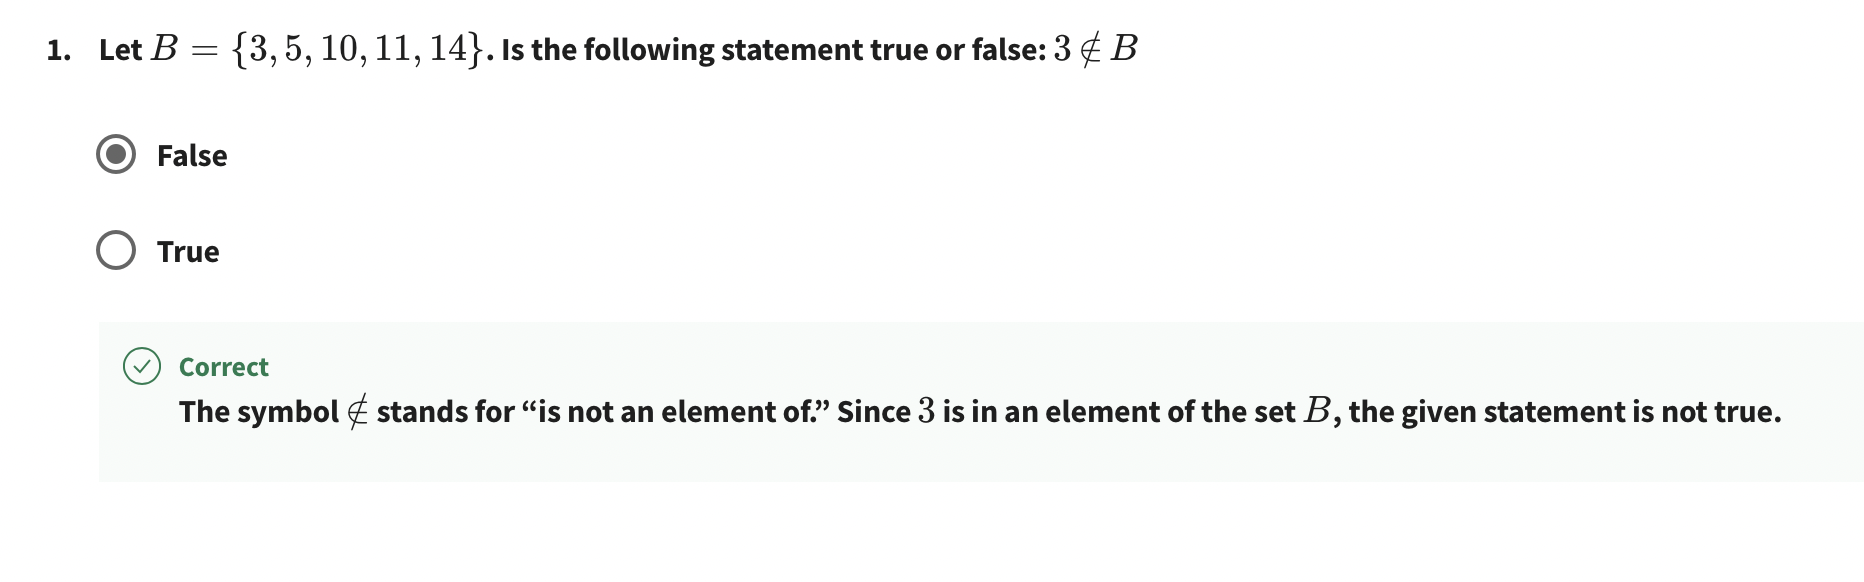 1. Let B = {3, 5, 10, 11, 14}. Is the following statement true or false: 3 ∉ B
False
True
Correct
The symbol ∉ stands for “is not an element of.” Since 3 is in an element of the set B, the given statement is not true.